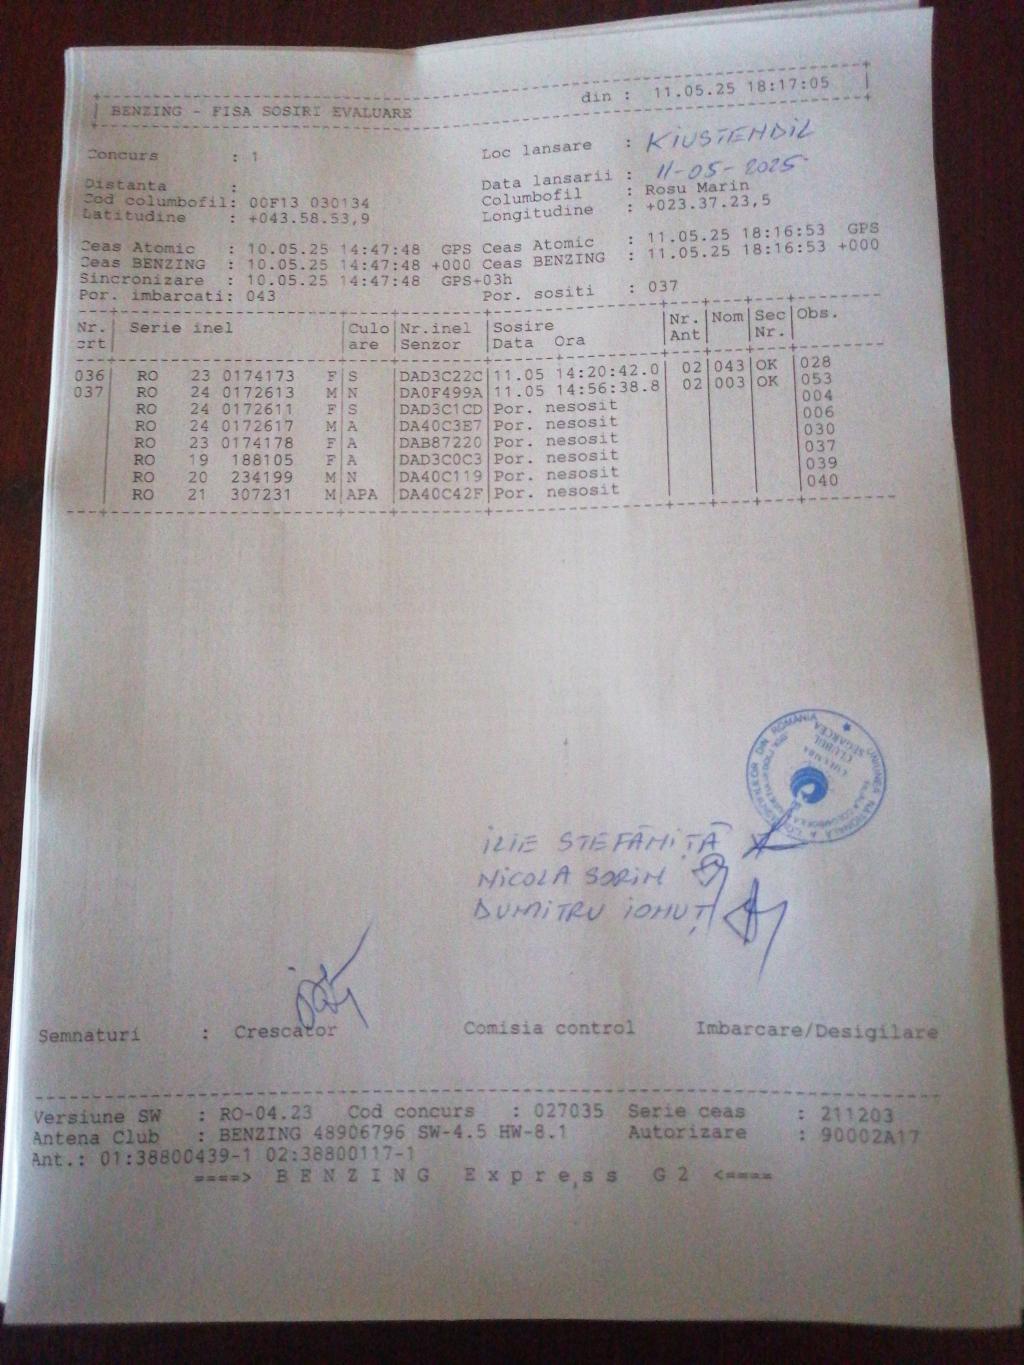 BENZING - FISA SOSIRI EVALUARE din : 11.05.25 18:17:05
Concurs : 1 Loc lansare : KIUSTENDIL
Distanta : Data lansarii : 11-05-2025
Cod columbofil: 00F13 030134 Columbofil : Rosu Marin
Latitudine : +043.58.53,9 Longitudine : +023.37.23,5
Ceas Atomic : 10.05.25 14:47:48 GPS Ceas Atomic : 11.05.25 18:16:53 GPS
Ceas BENZING : 10.05.25 14:47:48 +000 Ceas BENZING : 11.05.25 18:16:53 +000
Sincronizare : 10.05.25 14:47:48 GPS+03h
Por. imbarcati: 043 Por. sositi : 037
Nr. Serie inel Culo Nr.inel Sosire Nr. Nom Sec Obs.
crt are Senzor Data Ora Ant Nr.
036 RO 23 0174173 F S DAD3C22C 11.05 14:20:42.0 02 043 OK 028
037 RO 24 0172613 M N DA0F499A 11.05 14:56:38.8 02 003 OK 053
RO 24 0172611 F S DAD3C1CD Por. nesosit 004
RO 24 0172617 M A DA40C3E7 Por. nesosit 006
RO 23 0174178 F A DAB87220 Por. nesosit 030
RO 19 188105 F A DAD3C0C3 Por. nesosit 037
RO 20 234199 M N DA40C119 Por. nesosit 039
RO 21 307231 M APA DA40C42F Por. nesosit 040
UNIUNEA NATIONALA DIN ROMANIA
CLUBUL
COLUMBA
SEGARCEA
ILIE STEFĂNIȚĂ
NICOLA SORIN
DUMITRU IONUȚ
Semnaturi : Crescator Comisia control Imbarcare/Desigilare
Versiune SW : RO-04.23 Cod concurs : 027035 Serie ceas : 211203
Antena Club : BENZING 48906796 SW-4.5 HW-8.1 Autorizare : 90002A17
Ant.: 01:38800439-1 02:38800117-1
====> B E N Z I N G E x p r e s s G 2 <====